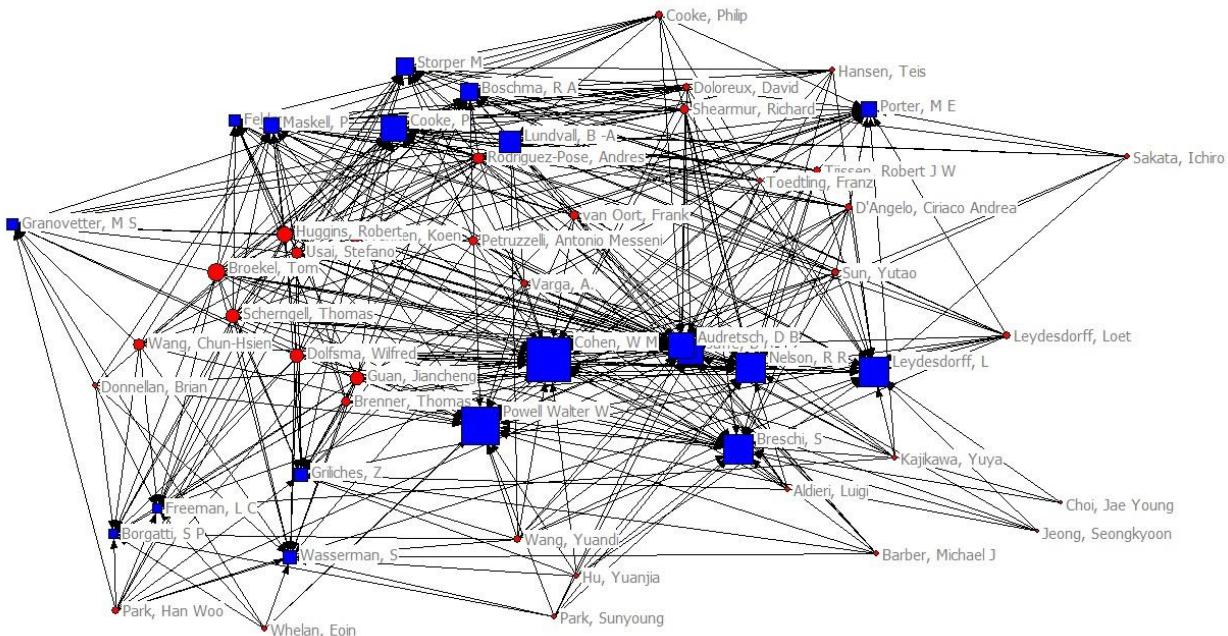 Cooke, Philip
Storper M
Hansen, Teis
Boschma, R A
Doloreux, David
Shearmur, Richard
Porter, M E
Maskell, P
Cooke, P
Lundvall, B -A
Rodriguez-Pose, Andres
Sakata, Ichiro
Robert J W
Toedtling, Franz
D'Angelo, Ciriaco Andrea
van Oort, Frank
Granovetter, M S
Huggins, Robert
Koen
Petruzzelli, Antonio Messeni
Usai, Stefano
Broekel, Tom
Sun, Yutao
Varga, A.
Scherngell, Thomas
Leydesdorff, Loet
Wang, Chun-Hsien
Cohen, W M
Audretsch, D B
Dolfsma, Wilfred
Nelson, R R
Leydesdorff, L
Guan, Jiancheng
Donnellan, Brian
Brenner, Thomas
Powell Walter W
Breschi, S
Kajikawa, Yuya
Griliches, Z
Aldieri, Luigi
Choi, Jae Young
Freeman, L C
Jeong, Seongkyoon
Borgatti, S P
Wang, Yuandi
Wasserman, S
Barber, Michael J
Hu, Yuanjia
Park, Han Woo
Park, Sunyoung
Whelan, Eoin